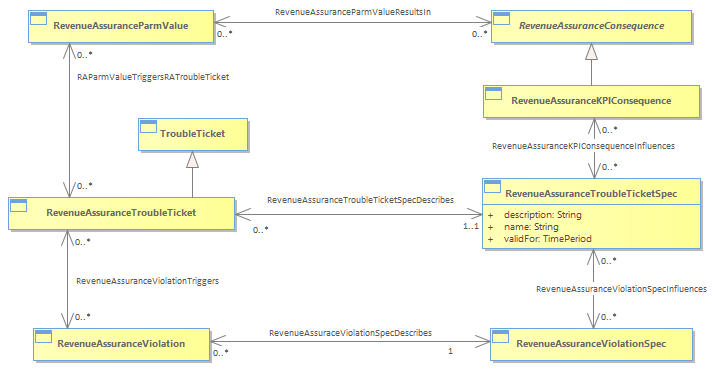 RevenueAssuranceParmValueResultsIn
RevenueAssuranceParmValue
RevenueAssuranceConsequence
0..*
0..*
0..*
RAParmValueTriggersRATroubleTicket
RevenueAssuranceKPIConsequence
TroubleTicket
0..*
RevenueAssuranceKPIConsequenceInfluences
0..*
0..*
RevenueAssuranceTroubleTicketSpec
RevenueAssuranceTroubleTicketSpecDescribes
RevenueAssuranceTroubleTicket
+ description: String
+ name: String
+ validFor: TimePeriod
0..*
1..1
0..*
0..*
RevenueAssuranceViolationTriggers
RevenueAssuranceViolationSpecInfluences
0..*
0..*
RevenueAssuraceViolationSpecDescribes
RevenueAssuranceViolation
RevenueAssuranceViolationSpec
0..*
1